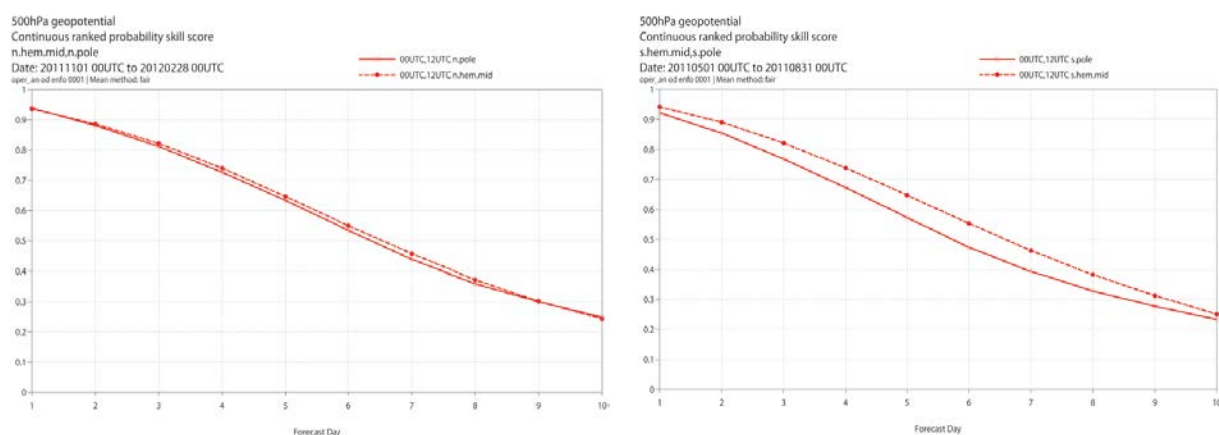 500hPa geopotential
Continuous ranked probability skill score
n.hem.mid,n.pole
Date: 20111101 00UTC to 20120228 00UTC
oper_an od enfo 0001 | Mean method: fair
00UTC,12UTC n.pole
00UTC,12UTC n.hem.mid
1
0.9
0.8
0.7
0.6
0.5
0.4
0.3
0.2
0.1
0
1 2 3 4 5 6 7 8 9 10
Forecast Day
500hPa geopotential
Continuous ranked probability skill score
s.hem.mid,s.pole
Date: 20110501 00UTC to 20110831 00UTC
oper_an od enfo 0001 | Mean method: fair
00UTC,12UTC s.pole
00UTC,12UTC s.hem.mid
1
0.9
0.8
0.7
0.6
0.5
0.4
0.3
0.2
0.1
0
1 2 3 4 5 6 7 8 9 10
Forecast Day